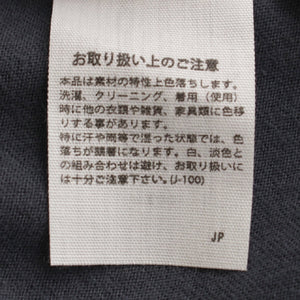 お取り扱い上のご注意
本品は素材の特性上色落ちします。
洗濯、クリーニング、着用（使用）
時に他の衣類や雑貨、家具類に色移
りする事があります。
特に汗や雨等で湿った状態では、色
落ちが顕著になります。白、淡色と
の組み合わせは避け、お取り扱いに
は十分ご注意下さい。(J-100)
JP